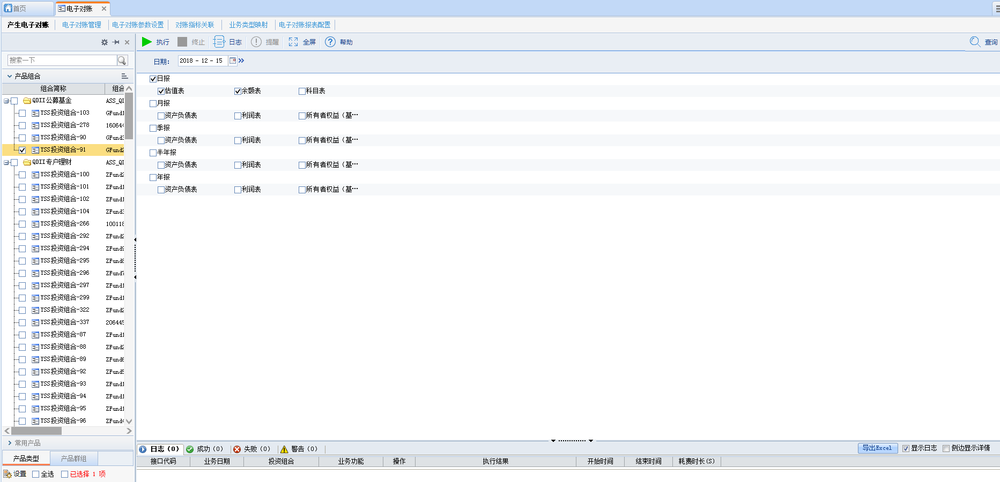 首页 电子对账
产生电子对账 电子对账管理 电子对账参数设置 对账指标关联 业务类型映射 电子对账报表配置
执行 终止 日志 提醒 全屏 帮助 查询
搜索一下
日期： 2018 - 12 - 15
产品组合
组合简称 组合
QDII公募基金 ASS_QI
YSS投资组合-103 GFund1
YSS投资组合-278 16064
YSS投资组合-90 GFund3
YSS投资组合-91 GFund2
QDII专户理财 ASS_QI
YSS投资组合-100 ZFund2
YSS投资组合-101 ZFund1
YSS投资组合-102 ZFund1
YSS投资组合-104 ZFund3
YSS投资组合-266 100118
YSS投资组合-292 ZFund2
YSS投资组合-294 ZFund9
YSS投资组合-295 ZFund8
YSS投资组合-296 ZFund7
YSS投资组合-297 ZFund1
YSS投资组合-299 ZFund1
YSS投资组合-322 ZFund2
YSS投资组合-337 206445
YSS投资组合-87 ZFund1
YSS投资组合-88 ZFund2
YSS投资组合-89 ZFund6
YSS投资组合-92 ZFund5
YSS投资组合-93 ZFund1
YSS投资组合-94 ZFund1
YSS投资组合-95 ZFund1
YSS投资组合-96 ZFund4
常用产品
产品类型 产品群组
设置 全选 已选择 1 项
日报
估值表 余额表 科目表
月报
资产负债表 利润表 所有者权益（基…
季报
资产负债表 利润表 所有者权益（基…
半年报
资产负债表 利润表 所有者权益（基…
年报
资产负债表 利润表 所有者权益（基…
日志（0） 成功（0） 失败（0） 警告（0） 导出Excel 显示日志 侧边显示详情
接口代码 业务日期 投资组合 业务功能 操作 执行结果 开始时间 结束时间 耗费时长(S)